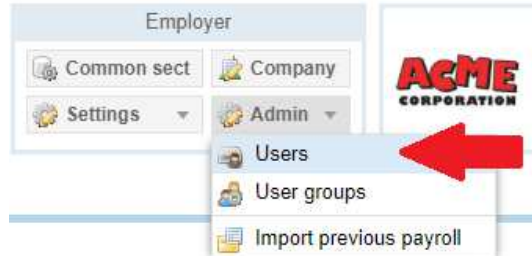 Employer
Common sect
Company
Settings
Admin
ACME
CORPORATION
Users
User groups
Import previous payroll